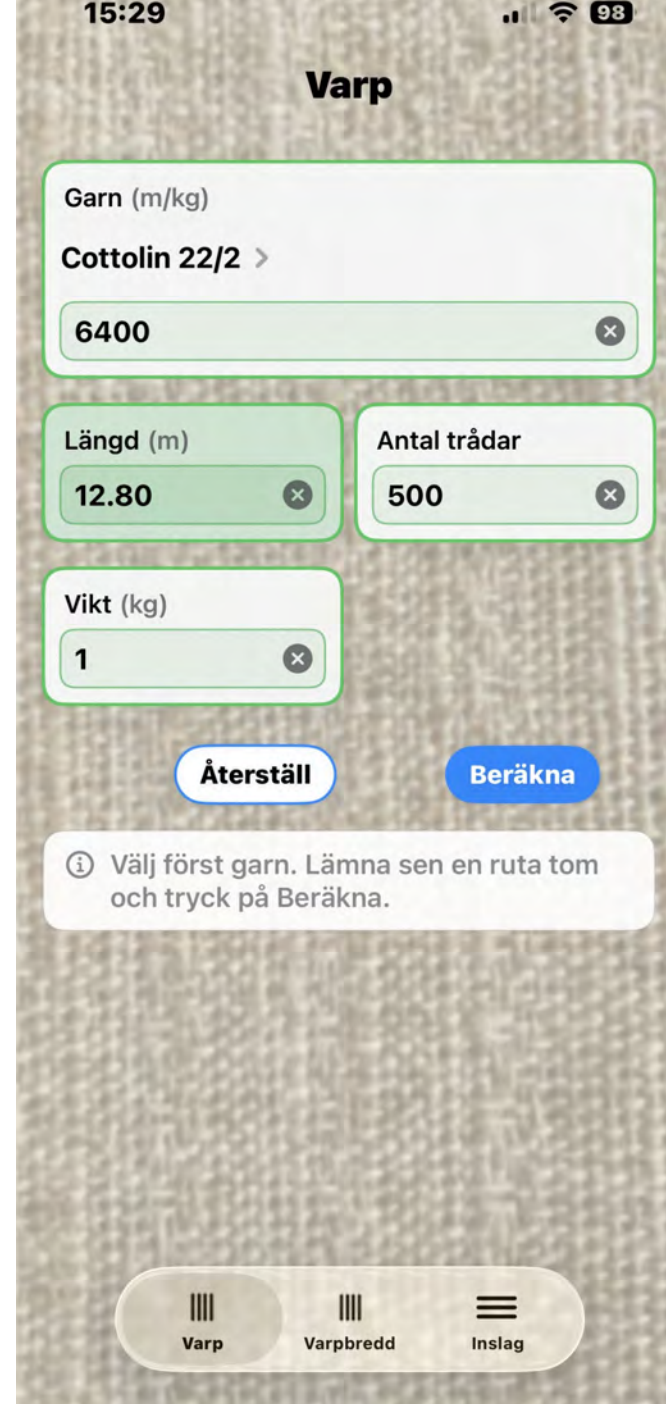 15:29
98
Varp
Garn (m/kg)
Cottolin 22/2 >
6400
Längd (m)
12.80
Antal trådar
500
Vikt (kg)
1
Återställ
Beräkna
Välj först garn. Lämna sen en ruta tom
och tryck på Beräkna.
Varp
Varpbredd
Inslag